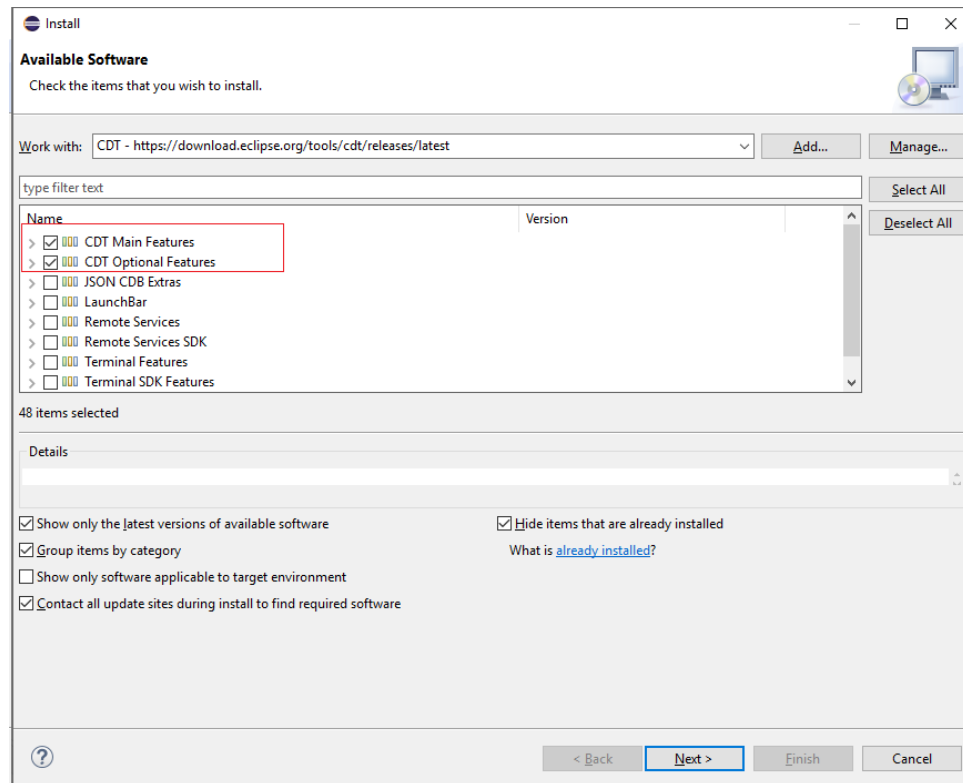 Install
Available Software
Check the items that you wish to install.
Work with: CDT - https://download.eclipse.org/tools/cdt/releases/latest Add... Manage...
type filter text Select All
Name Version Deselect All
CDT Main Features
CDT Optional Features
JSON CDB Extras
LaunchBar
Remote Services
Remote Services SDK
Terminal Features
Terminal SDK Features
48 items selected
Details
Show only the latest versions of available software Hide items that are already installed
Group items by category What is already installed?
Show only software applicable to target environment
Contact all update sites during install to find required software
? < Back Next > Finish Cancel